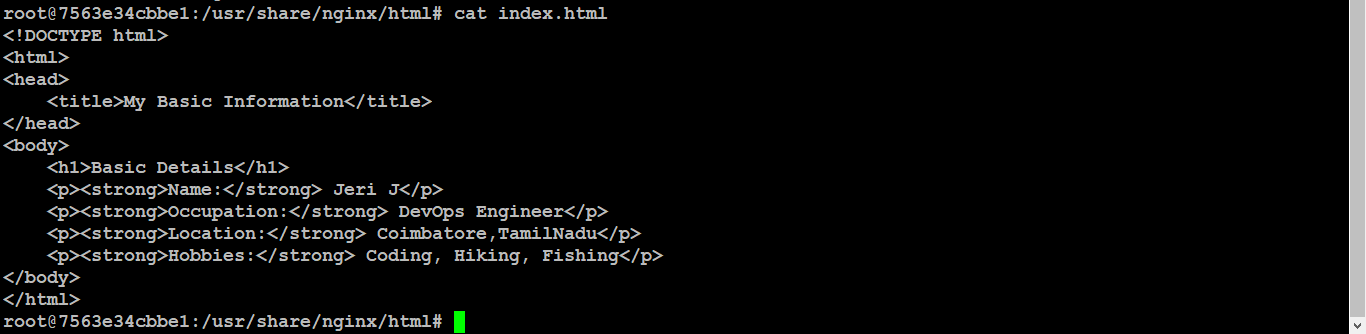 root@7563e34cbbe1:/usr/share/nginx/html# cat index.html
<!DOCTYPE html>
<html>
<head>
    <title>My Basic Information</title>
</head>
<body>
    <h1>Basic Details</h1>
    <p><strong>Name:</strong> Jeri J</p>
    <p><strong>Occupation:</strong> DevOps Engineer</p>
    <p><strong>Location:</strong> Coimbatore,TamilNadu</p>
    <p><strong>Hobbies:</strong> Coding, Hiking, Fishing</p>
</body>
</html>
root@7563e34cbbe1:/usr/share/nginx/html#